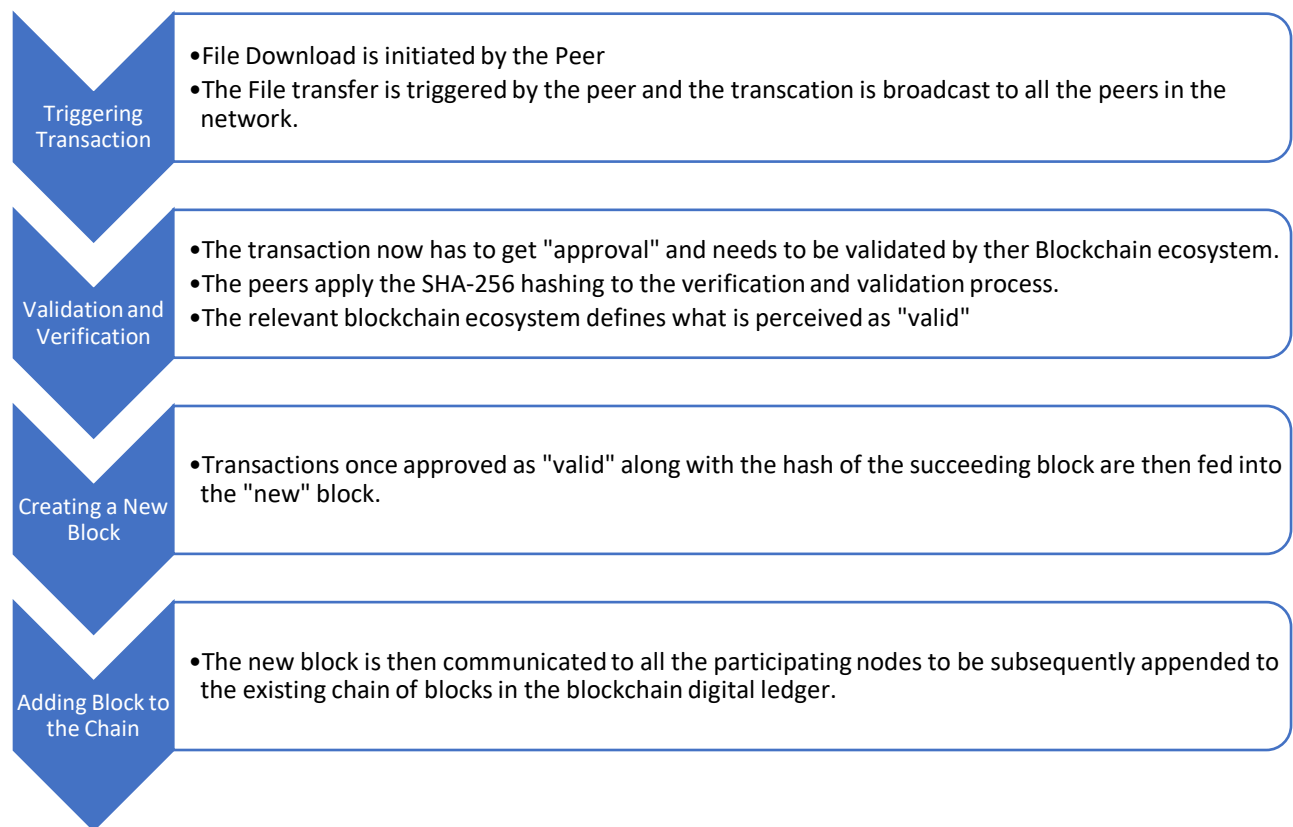 Triggering
Transaction
•File Download is initiated by the Peer
•The File transfer is triggered by the peer and the transcation is broadcast to all the peers in the
network.
Validation and
Verification
•The transaction now has to get "approval" and needs to be validated by ther Blockchain ecosystem.
•The peers apply the SHA-256 hashing to the verification and validation process.
•The relevant blockchain ecosystem defines what is perceived as "valid"
Creating a New
Block
•Transactions once approved as "valid" along with the hash of the succeeding block are then fed into
the "new" block.
Adding Block to
the Chain
•The new block is then communicated to all the participating nodes to be subsequently appended to
the existing chain of blocks in the blockchain digital ledger.